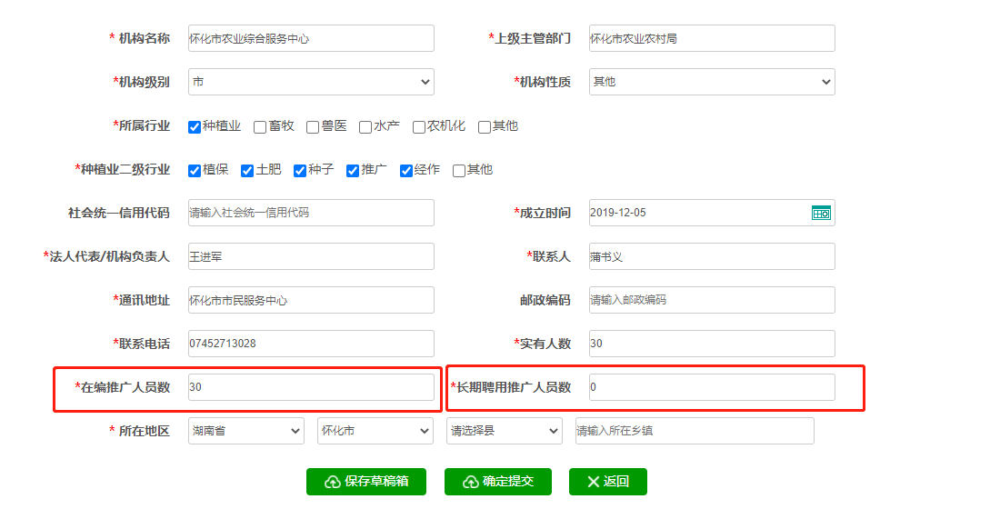 * 机构名称 怀化市农业综合服务中心 *上级主管部门 怀化市农业农村局
*机构级别 市 *机构性质 其他
*所属行业 种植业 畜牧 兽医 水产 农机化 其他
*种植业二级行业 植保 土肥 种子 推广 经作 其他
社会统一信用代码 请输入社会统一信用代码 *成立时间 2019-12-05
*法人代表/机构负责人 王进军 *联系人 蒲书义
*通讯地址 怀化市市民服务中心 邮政编码 请输入邮政编码
*联系电话 07452713028 *实有人数 30
*在编推广人员数 30 *长期聘用推广人员数 0
* 所在地区 湖南省 怀化市 请选择县 请输入所在乡镇
保存草稿箱 确定提交 返回